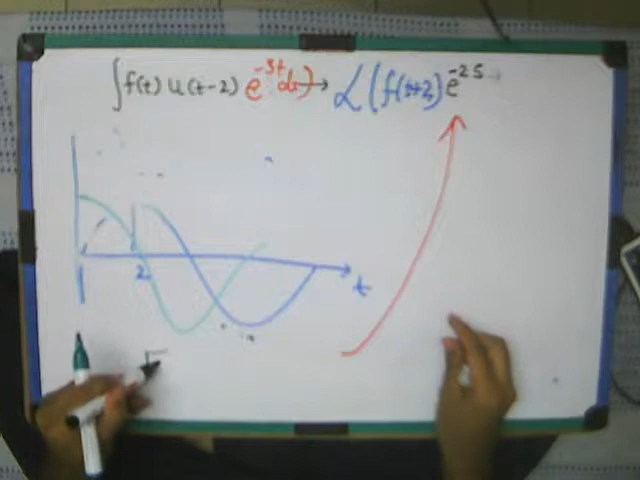 ∫f(t) u(t-2) e^{-st} dt → ℒ(f(t+2)) e^{-2s}
2
t